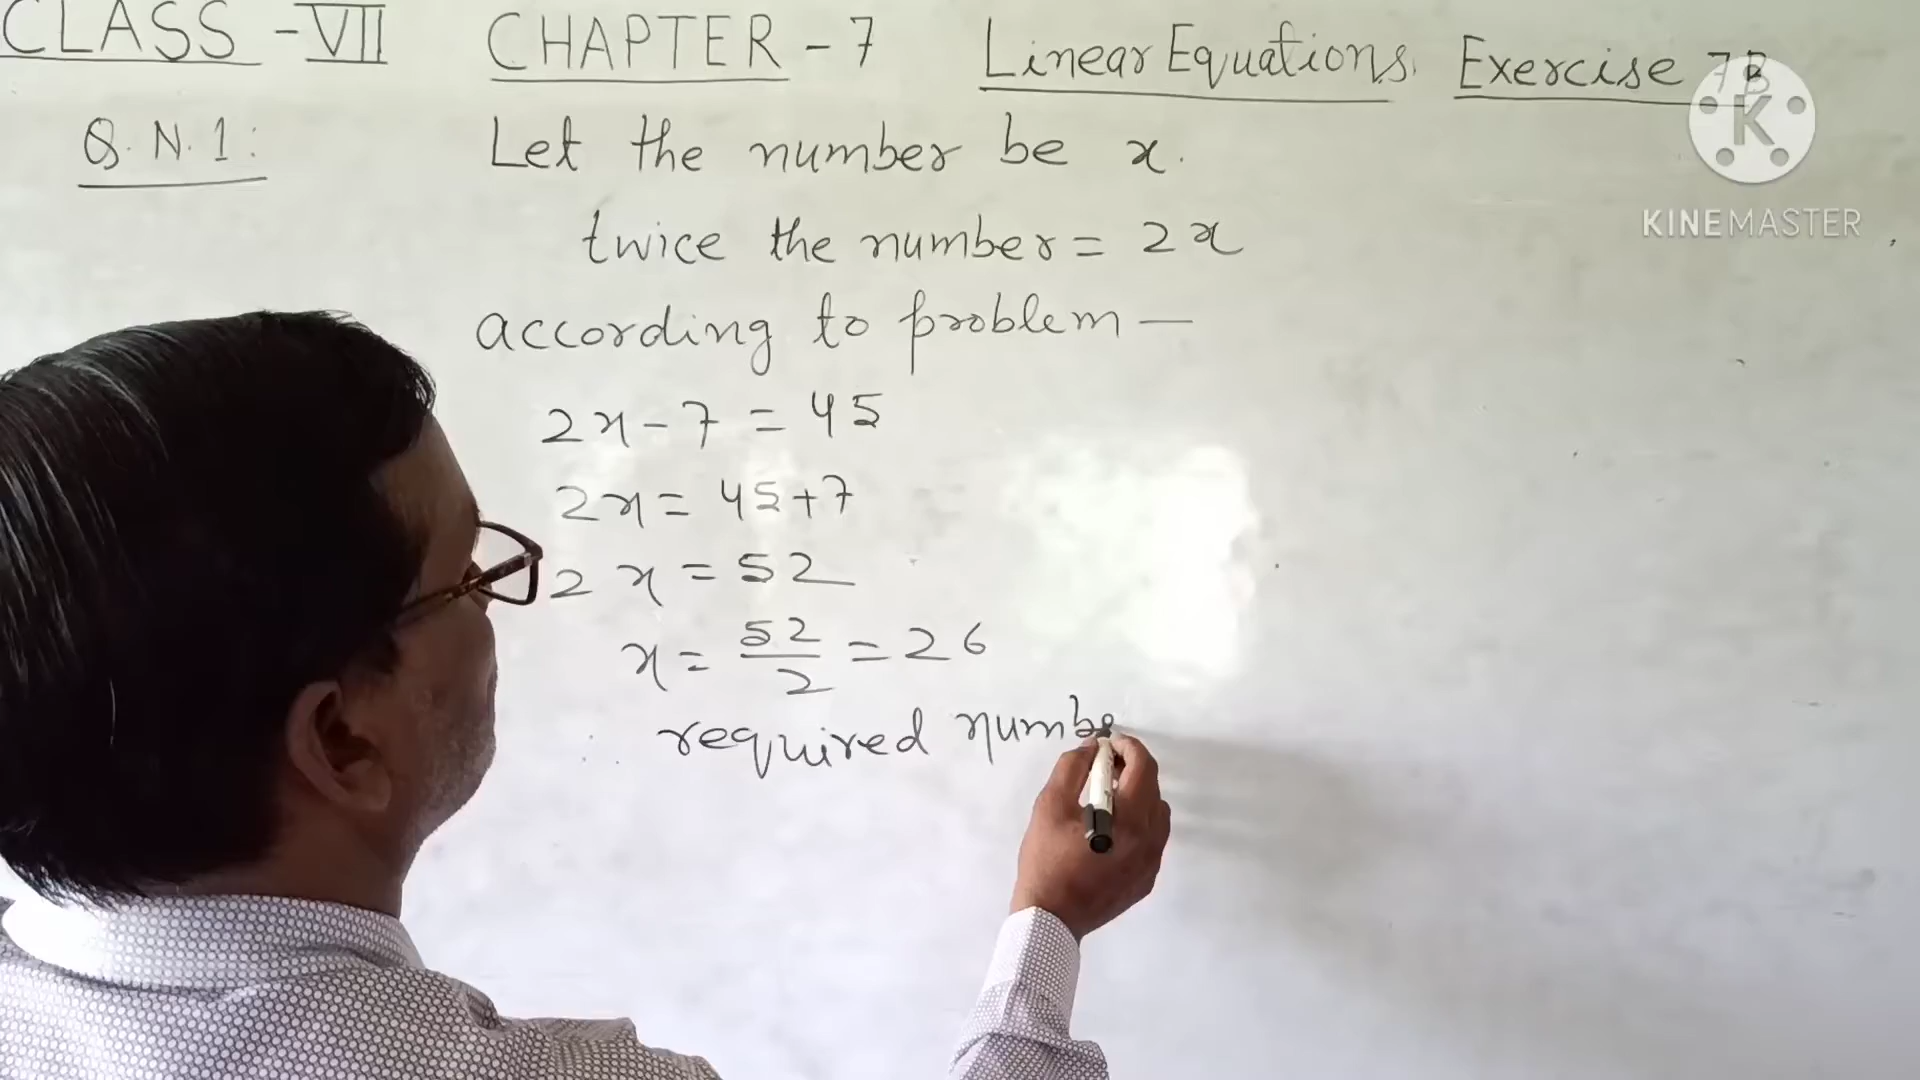 CLASS - VII CHAPTER - 7 Linear Equations. Exercise 7B
Q. N. 1: Let the number be x.
twice the number = 2x
according to problem —
2x - 7 = 45
2x = 45 + 7
2x = 52
x = 52/2 = 26
required numbe
K
KINEMASTER